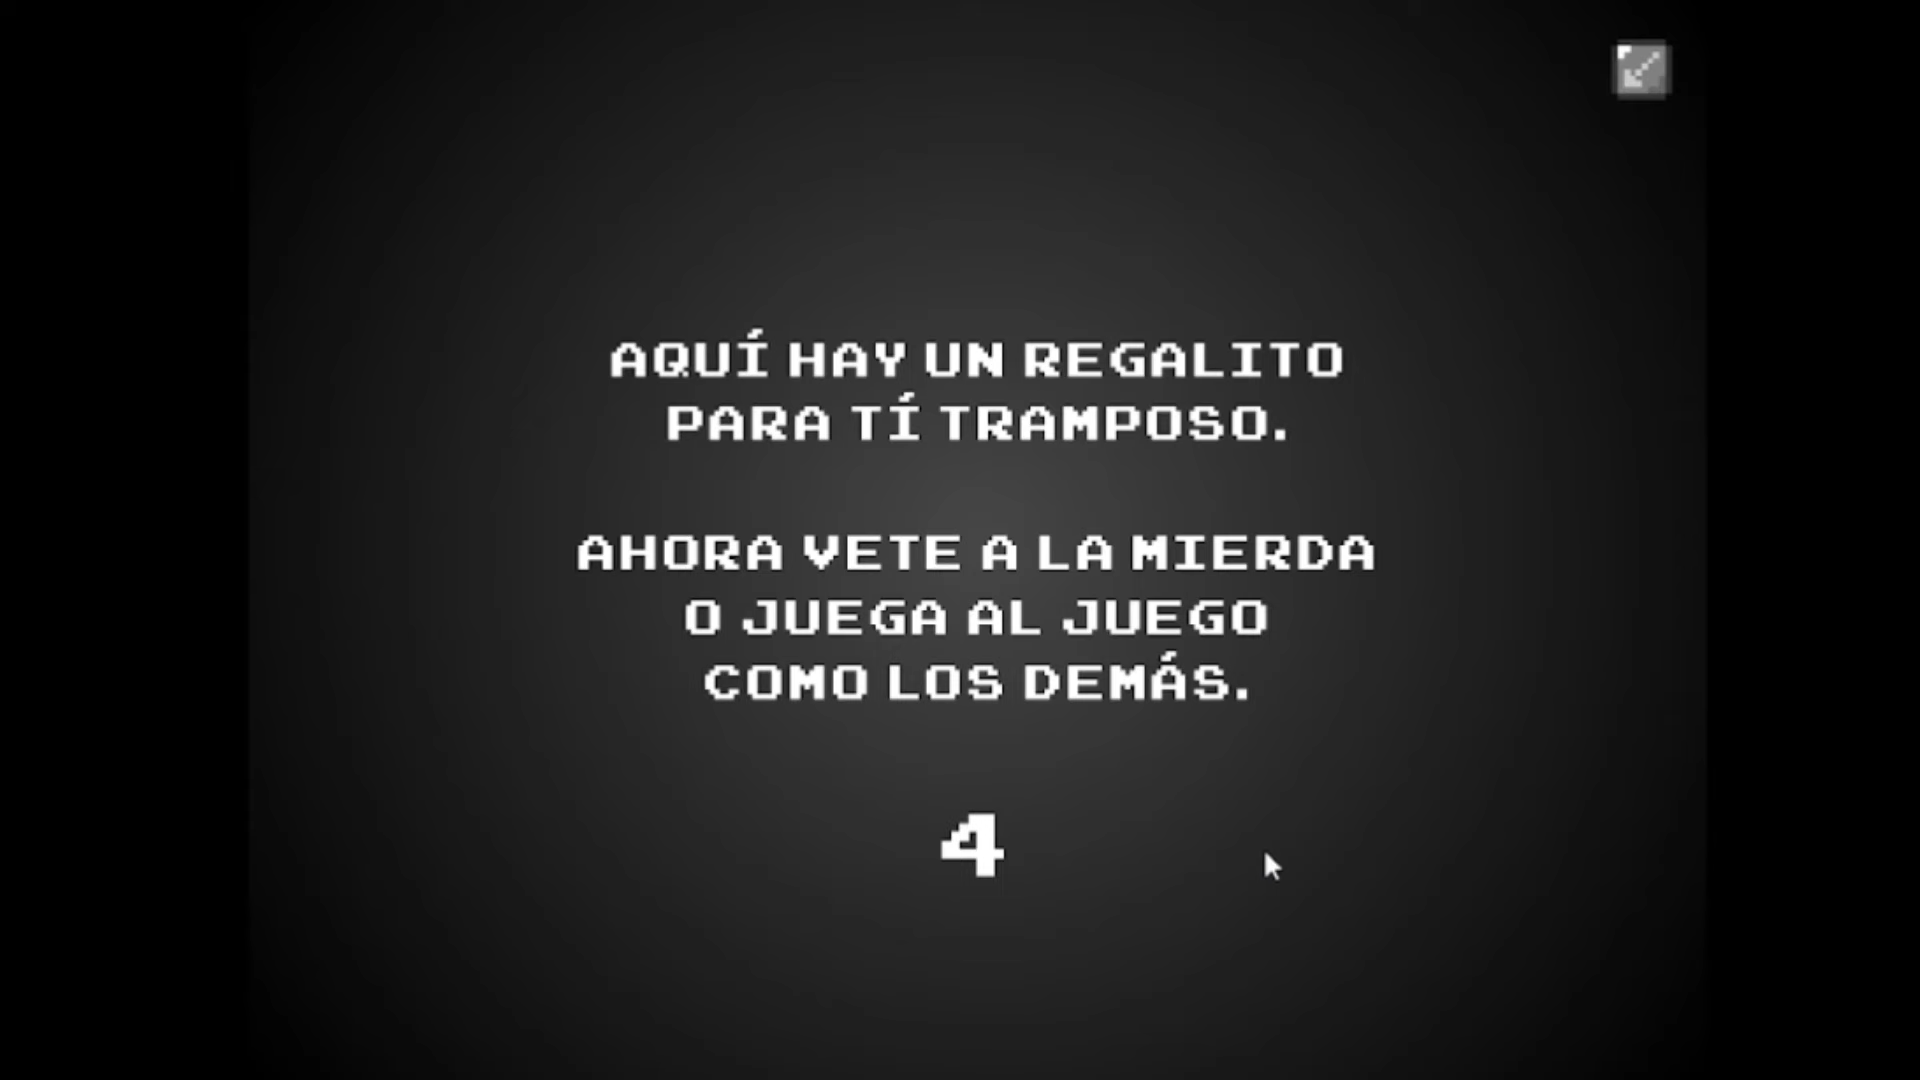 AQUÍ HAY UN REGALITO
PARA TÍ TRAMPOSO.
AHORA VETE A LA MIERDA
O JUEGA AL JUEGO
COMO LOS DEMÁS.
4